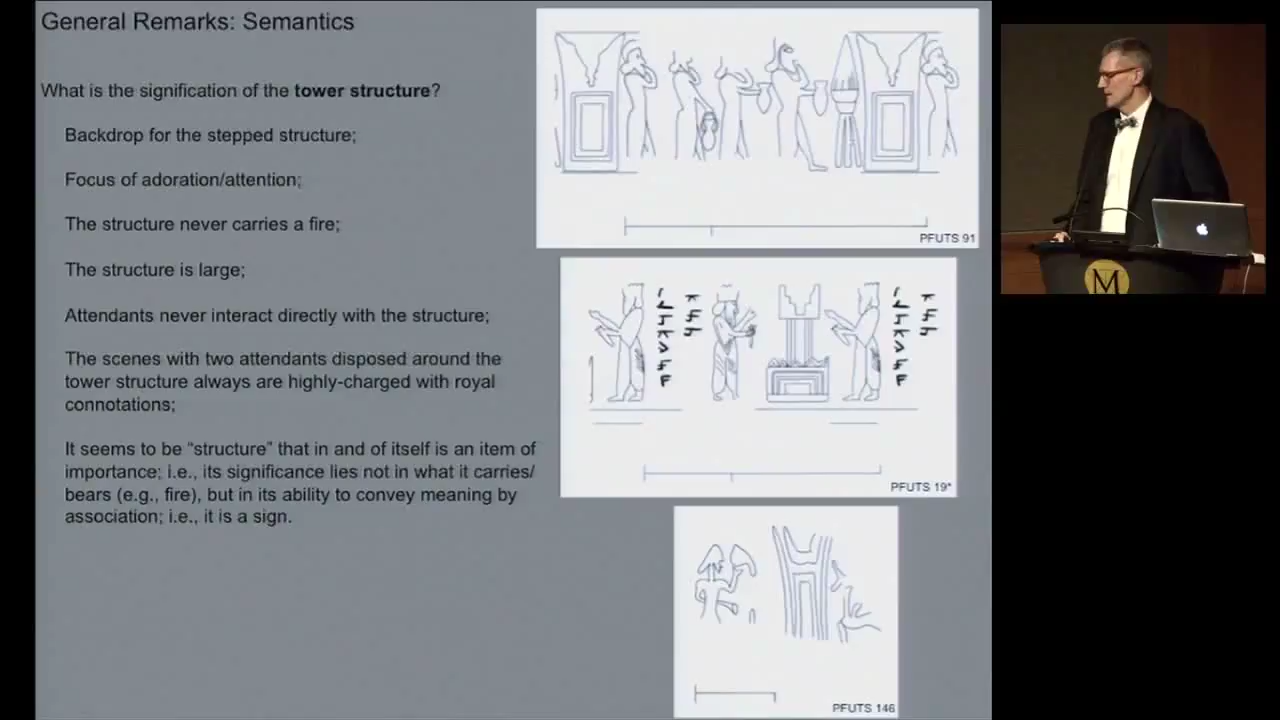 General Remarks: Semantics
What is the signification of the tower structure?
Backdrop for the stepped structure;
Focus of adoration/attention;
The structure never carries a fire;
The structure is large;
Attendants never interact directly with the structure;
The scenes with two attendants disposed around the
tower structure always are highly-charged with royal
connotations;
It seems to be “structure” that in and of itself is an item of
importance; i.e., its significance lies not in what it carries/
bears (e.g., fire), but in its ability to convey meaning by
association; i.e., it is a sign.
PFUTS 91
PFUTS 19*
PFUTS 146
M